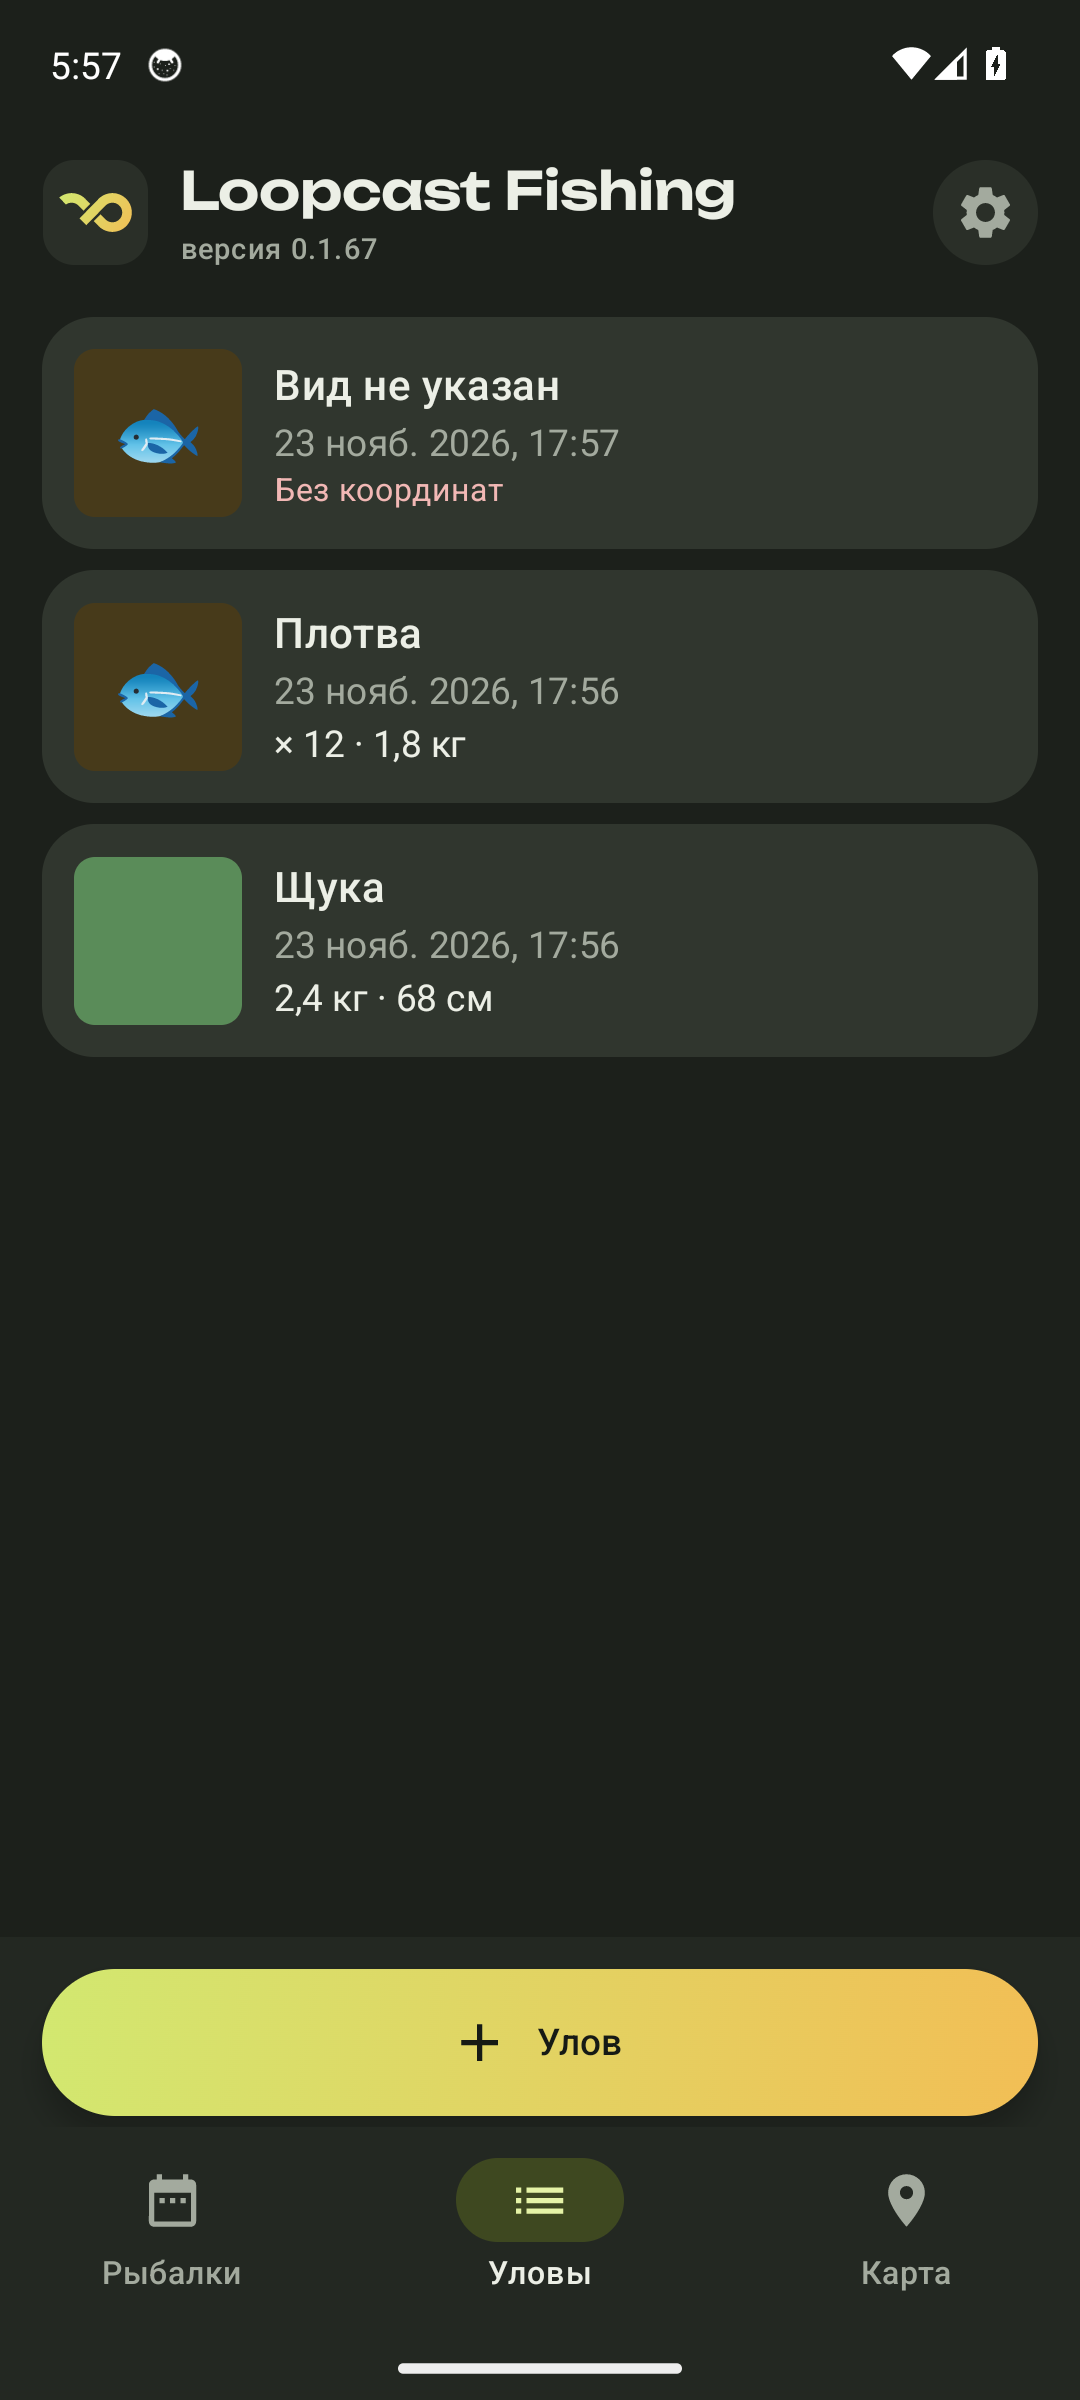 5:57
Loopcast Fishing
версия 0.1.67
Вид не указан
23 нояб. 2026, 17:57
Без координат
Плотва
23 нояб. 2026, 17:56
× 12 · 1,8 кг
Щука
23 нояб. 2026, 17:56
2,4 кг · 68 см
Улов
Рыбалки
Уловы
Карта